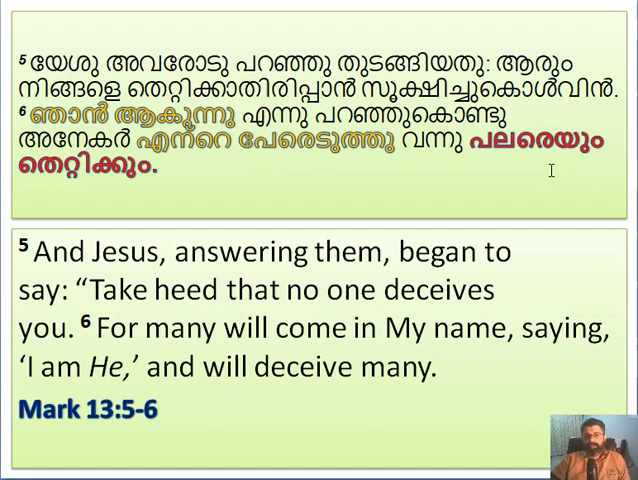 ⁵ യേശു അവരോടു പറഞ്ഞു തുടങ്ങിയതു: ആരും
നിങ്ങളെ തെറ്റിക്കാതിരിപ്പാൻ സൂക്ഷിച്ചുകൊൾവിൻ.
⁶ ഞാൻ ആകുന്നു എന്നു പറഞ്ഞുകൊണ്ടു
അനേകർ എന്റെ പേരെടുത്തു വന്നു പലരെയും
തെറ്റിക്കും.
⁵ And Jesus, answering them, began to
say: “Take heed that no one deceives
you. ⁶ For many will come in My name, saying,
‘I am He,’ and will deceive many.
Mark 13:5-6